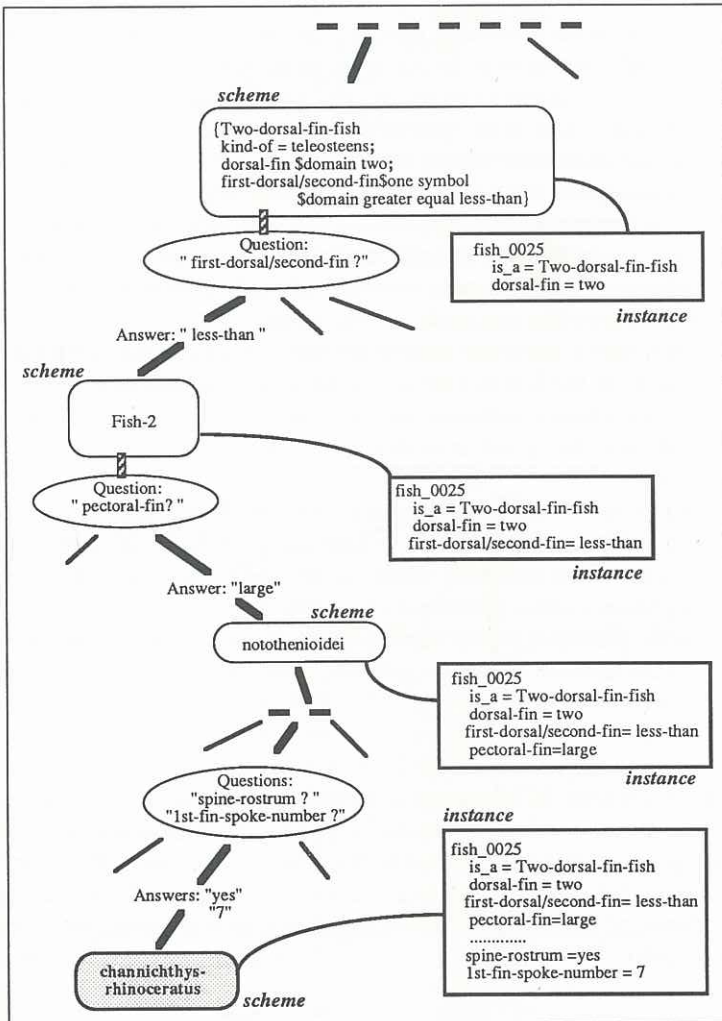 scheme
{Two-dorsal-fin-fish
kind-of = teleosteens;
dorsal-fin $domain two;
first-dorsal/second-fin$one symbol
$domain greater equal less-than}
Question:
" first-dorsal/second-fin ?"
fish_0025
is_a = Two-dorsal-fin-fish
dorsal-fin = two
instance
Answer: " less-than "
scheme
Fish-2
Question:
" pectoral-fin? "
fish_0025
is_a = Two-dorsal-fin-fish
dorsal-fin = two
first-dorsal/second-fin= less-than
instance
Answer: "large"
scheme
notothenioidei
fish_0025
is_a = Two-dorsal-fin-fish
dorsal-fin = two
first-dorsal/second-fin= less-than
pectoral-fin=large
instance
Questions:
"spine-rostrum ? "
"1st-fin-spoke-number ?"
instance
fish_0025
is_a = Two-dorsal-fin-fish
dorsal-fin = two
first-dorsal/second-fin= less-than
pectoral-fin=large
.............
spine-rostrum =yes
1st-fin-spoke-number = 7
Answers: "yes"
"7"
channichthys-
rhinoceratus
scheme